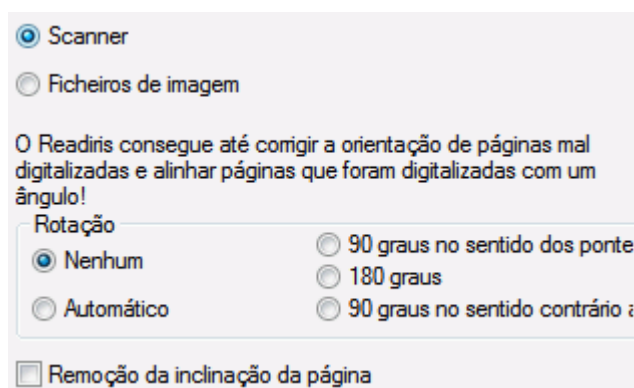 Scanner
Ficheiros de imagem
O Readiris consegue até corrigir a orientação de páginas mal
digitalizadas e alinhar páginas que foram digitalizadas com um
ângulo!
Rotação
Nenhum
90 graus no sentido dos ponte
180 graus
Automático
90 graus no sentido contrário a
Remoção da inclinação da página